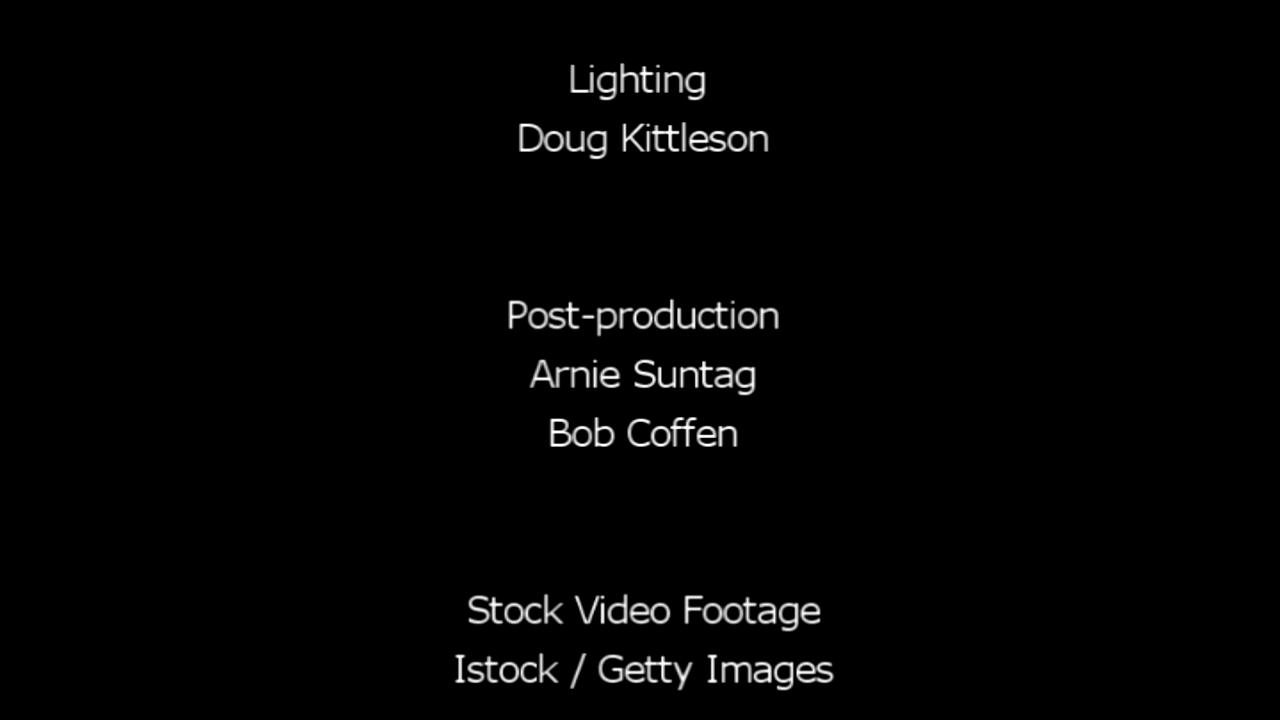 Lighting
Doug Kittleson
Post-production
Arnie Suntag
Bob Coffen
Stock Video Footage
Istock / Getty Images